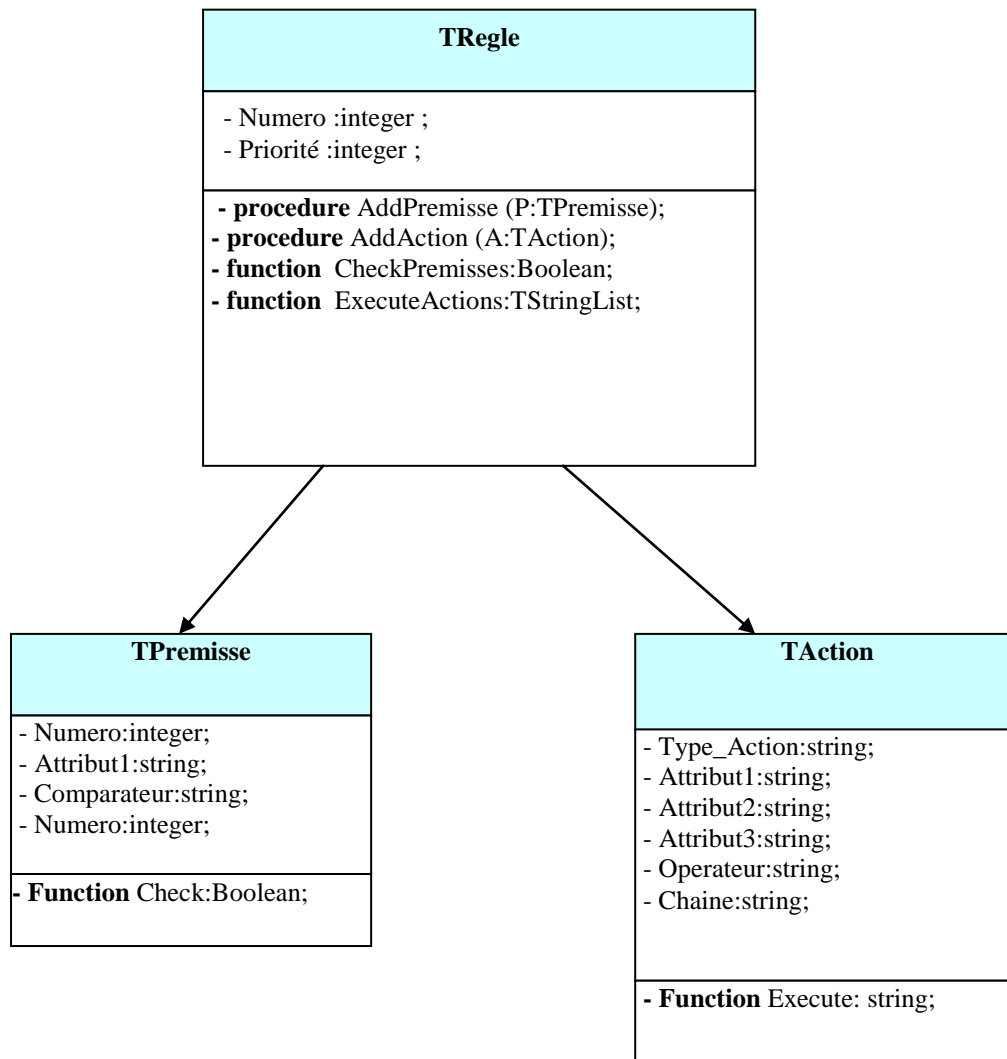 TRegle
- Numero :integer ;
- Priorité :integer ;
- procedure AddPremisse (P:TPremisse);
- procedure AddAction (A:TAction);
- function CheckPremisses:Boolean;
- function ExecuteActions:TStringList;
TPremisse
- Numero:integer;
- Attribut1:string;
- Comparateur:string;
- Numero:integer;
- Function Check:Boolean;
TAction
- Type_Action:string;
- Attribut1:string;
- Attribut2:string;
- Attribut3:string;
- Operateur:string;
- Chaine:string;
- Function Execute: string;